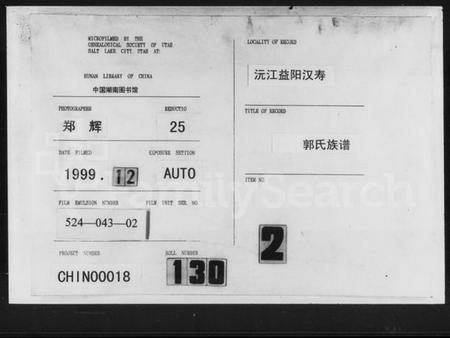 MICROFILMED BY THE
GENEALOGICAL SOCIETY OF UTAH
SALT LAKE CITY UTAH AT:
HUNAN LIBRARY OF CHINA
中国湖南图书馆
PHOTOGRAPHER REDUCTIO
郑 辉 25
DATE FILMED EXPOSURE SETTION
1999. 12 AUTO
FILM EMULSION NUMBER FILM UNIT SER. NO
524—043—02
PROJECT NUMBER ROLL NUMBER
CHIN00018 130
LOCALITY OF RECORD
沅江益阳汉寿
TITLE OF RECORD
郭氏族谱
ITEM NO
2
FamilySearch